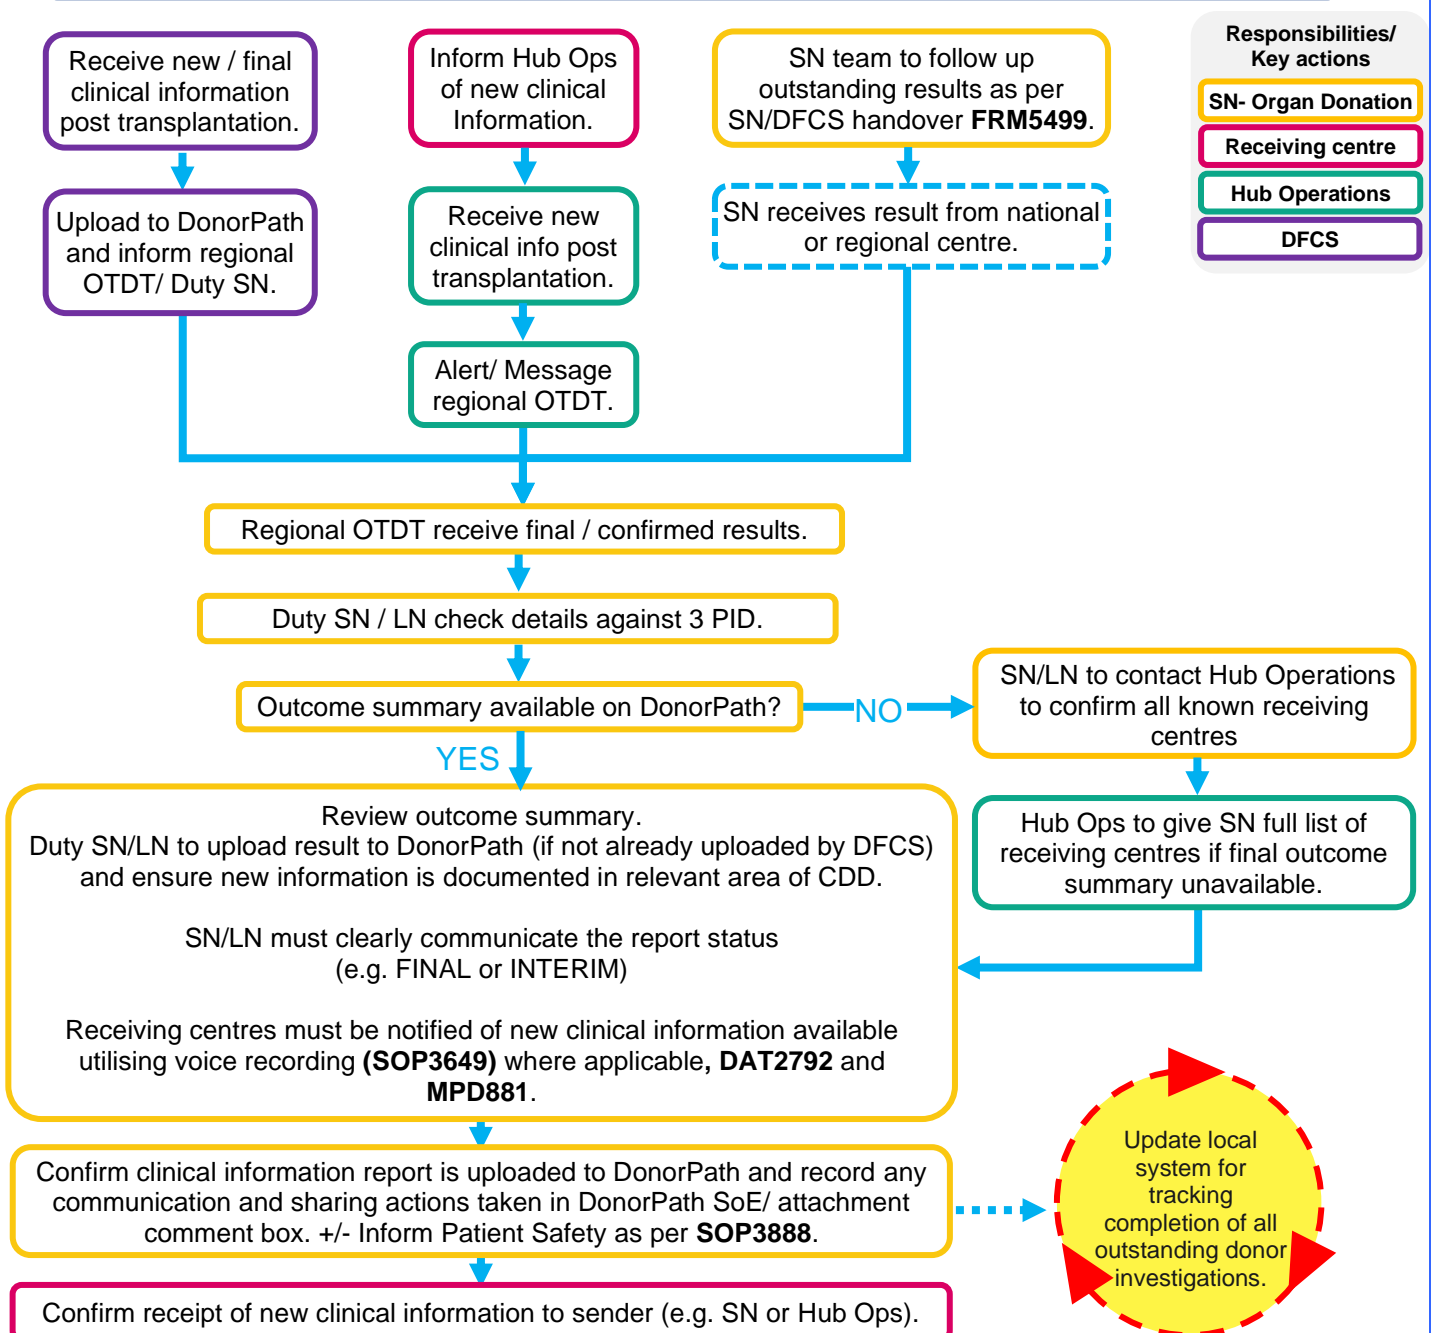 Receive new / final
clinical information
post transplantation.
Inform Hub Ops
of new clinical
Information.
SN team to follow up
outstanding results as per
SN/DFCS handover FRM5499.
Responsibilities/
Key actions
SN- Organ Donation
Receiving centre
Hub Operations
DFCS
Upload to DonorPath
and inform regional
OTDT/ Duty SN.
Receive new
clinical info post
transplantation.
SN receives result from national
or regional centre.
Alert/ Message
regional OTDT.
Regional OTDT receive final / confirmed results.
Duty SN / LN check details against 3 PID.
Outcome summary available on DonorPath?
NO
YES
SN/LN to contact Hub Operations
to confirm all known receiving
centres
Hub Ops to give SN full list of
receiving centres if final outcome
summary unavailable.
Review outcome summary.
Duty SN/LN to upload result to DonorPath (if not already uploaded by DFCS)
and ensure new information is documented in relevant area of CDD.
SN/LN must clearly communicate the report status
(e.g. FINAL or INTERIM)
Receiving centres must be notified of new clinical information available
utilising voice recording (SOP3649) where applicable, DAT2792 and
MPD881.
Confirm clinical information report is uploaded to DonorPath and record any
communication and sharing actions taken in DonorPath SoE/ attachment
comment box. +/- Inform Patient Safety as per SOP3888.
Update local
system for
tracking
completion of all
outstanding donor
investigations.
Confirm receipt of new clinical information to sender (e.g. SN or Hub Ops).